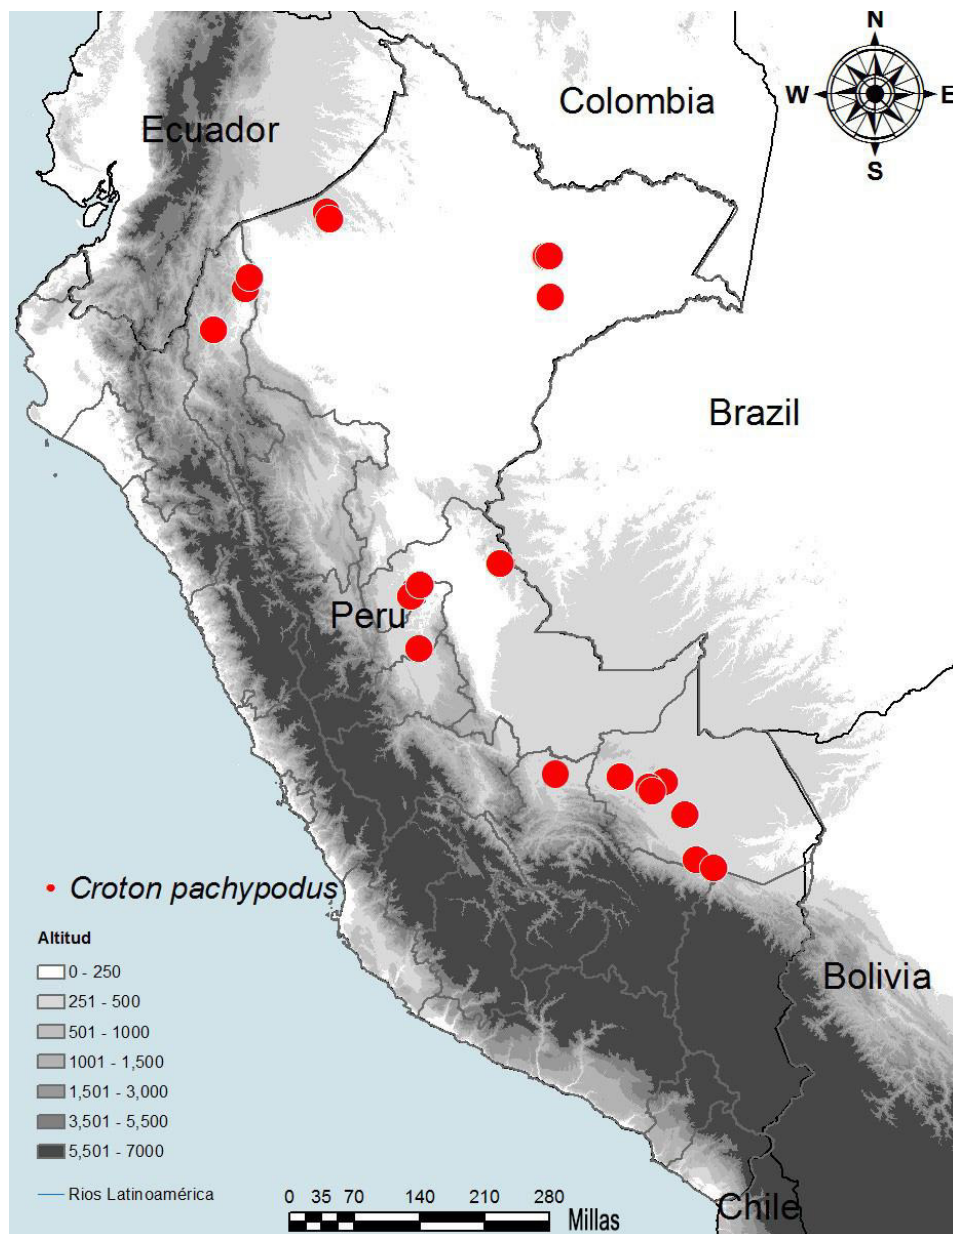 N
W E
S
Colombia
Ecuador
Brazil
Peru
Croton pachypodus
Altitud
0 - 250
251 - 500
501 - 1000
1001 - 1,500
1,501 - 3,000
3,501 - 5,500
5,501 - 7000
Rios Latinoamérica
Bolivia
0 35 70 140 210 280
Millas
Chile